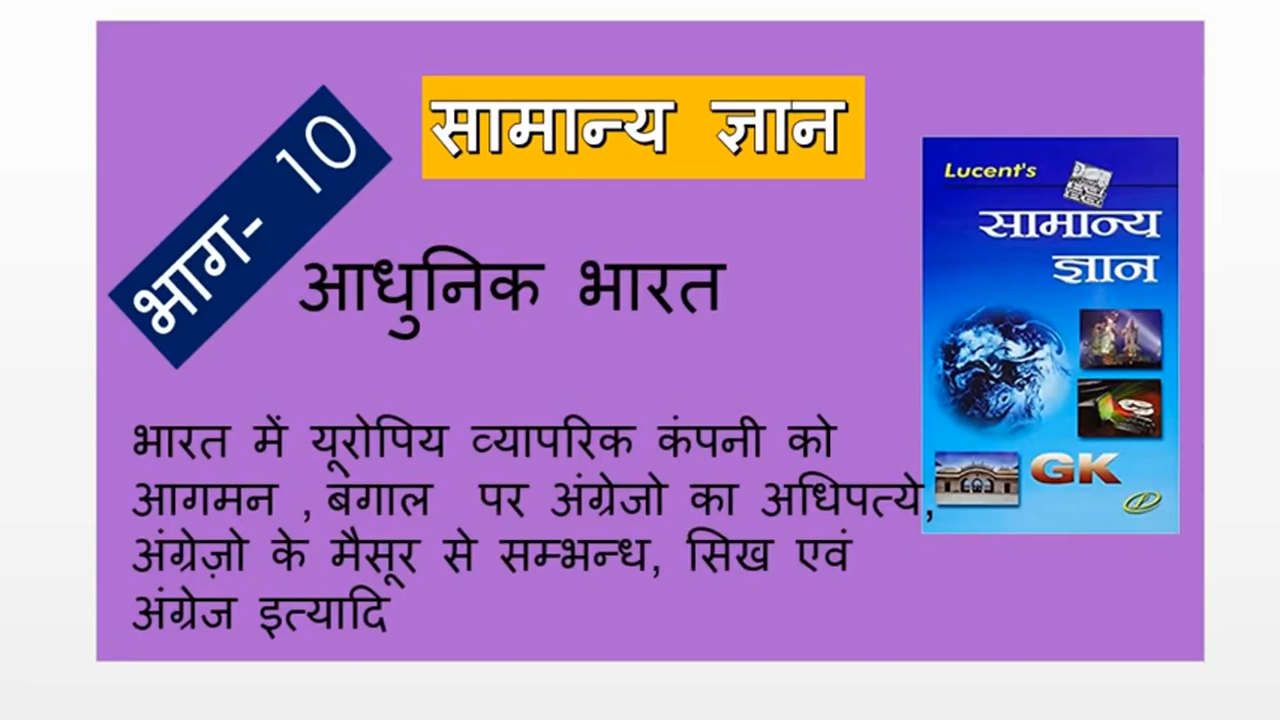 सामान्य ज्ञान
भाग- 10
आधुनिक भारत
भारत में यूरोपिय व्यापरिक कंपनी को
आगमन , बंगाल पर अंग्रेजो का अधिपत्ये,
अंग्रेज़ो के मैसूर से सम्भन्ध, सिख एवं
अंग्रेज इत्यादि
Lucent's
सामान्य
ज्ञान
GK